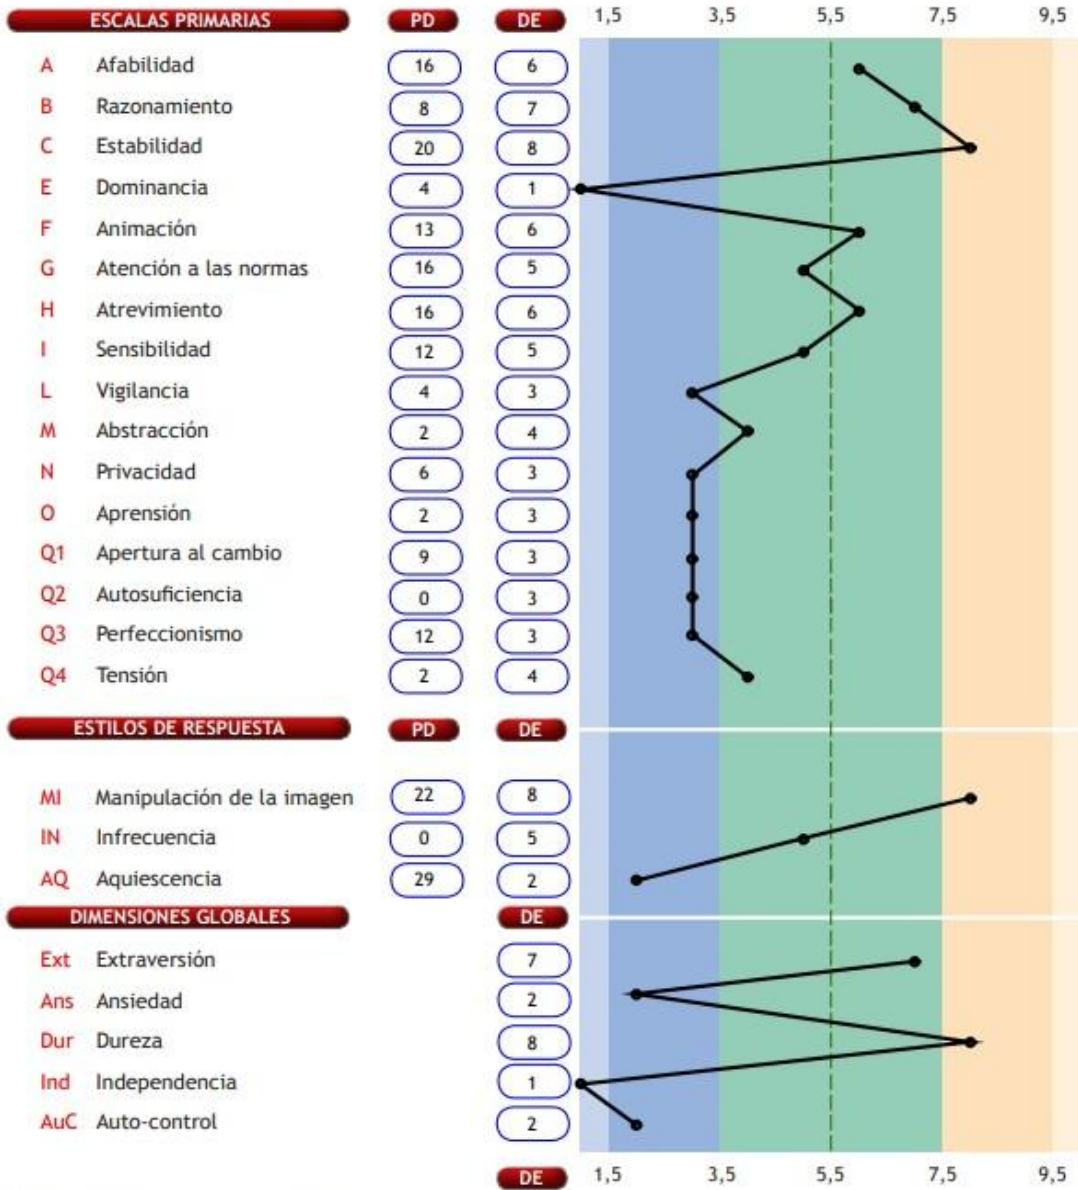 ESCALAS PRIMARIAS PD DE 1,5 3,5 5,5 7,5 9,5
A Afabilidad 16 6
B Razonamiento 8 7
C Estabilidad 20 8
E Dominancia 4 1
F Animación 13 6
G Atención a las normas 16 5
H Atrevimiento 16 6
I Sensibilidad 12 5
L Vigilancia 4 3
M Abstracción 2 4
N Privacidad 6 3
O Aprensión 2 3
Q1 Apertura al cambio 9 3
Q2 Autosuficiencia 0 3
Q3 Perfeccionismo 12 3
Q4 Tensión 2 4
ESTILOS DE RESPUESTA PD DE
MI Manipulación de la imagen 22 8
IN Infrecuencia 0 5
AQ Aquiescencia 29 2
DIMENSIONES GLOBALES DE
Ext Extraversión 7
Ans Ansiedad 2
Dur Dureza 8
Ind Independencia 1
AuC Auto-control 2
DE 1,5 3,5 5,5 7,5 9,5